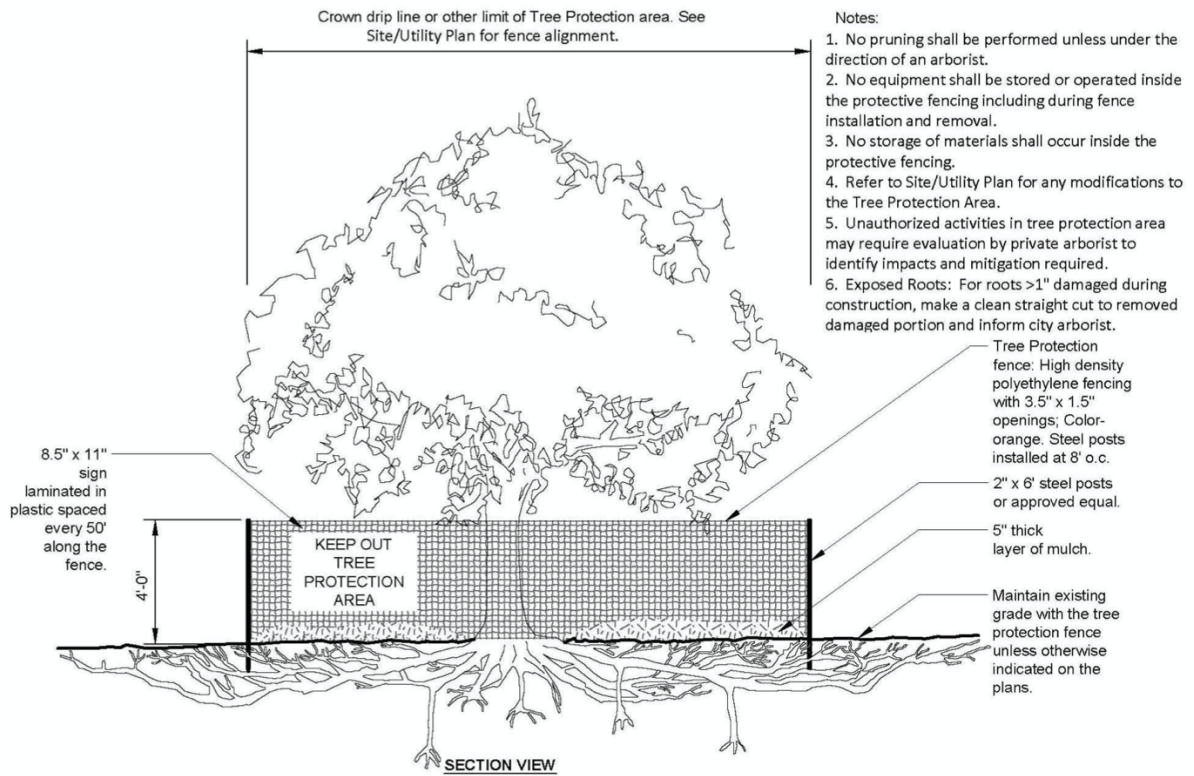 Crown drip line or other limit of Tree Protection area. See
Site/Utility Plan for fence alignment.
Notes:
1. No pruning shall be performed unless under the
direction of an arborist.
2. No equipment shall be stored or operated inside
the protective fencing including during fence
installation and removal.
3. No storage of materials shall occur inside the
protective fencing.
4. Refer to Site/Utility Plan for any modifications to
the Tree Protection Area.
5. Unauthorized activities in tree protection area
may require evaluation by private arborist to
identify impacts and mitigation required.
6. Exposed Roots: For roots >1" damaged during
construction, make a clean straight cut to removed
damaged portion and inform city arborist.
Tree Protection
fence: High density
polyethylene fencing
with 3.5" x 1.5"
openings; Color-
orange. Steel posts
installed at 8' o.c.
2" x 6' steel posts
or approved equal.
5" thick
layer of mulch.
Maintain existing
grade with the tree
protection fence
unless otherwise
indicated on the
plans.
8.5" x 11"
sign
laminated in
plastic spaced
every 50'
along the
fence.
4'-0"
KEEP OUT
TREE
PROTECTION
AREA
SECTION VIEW